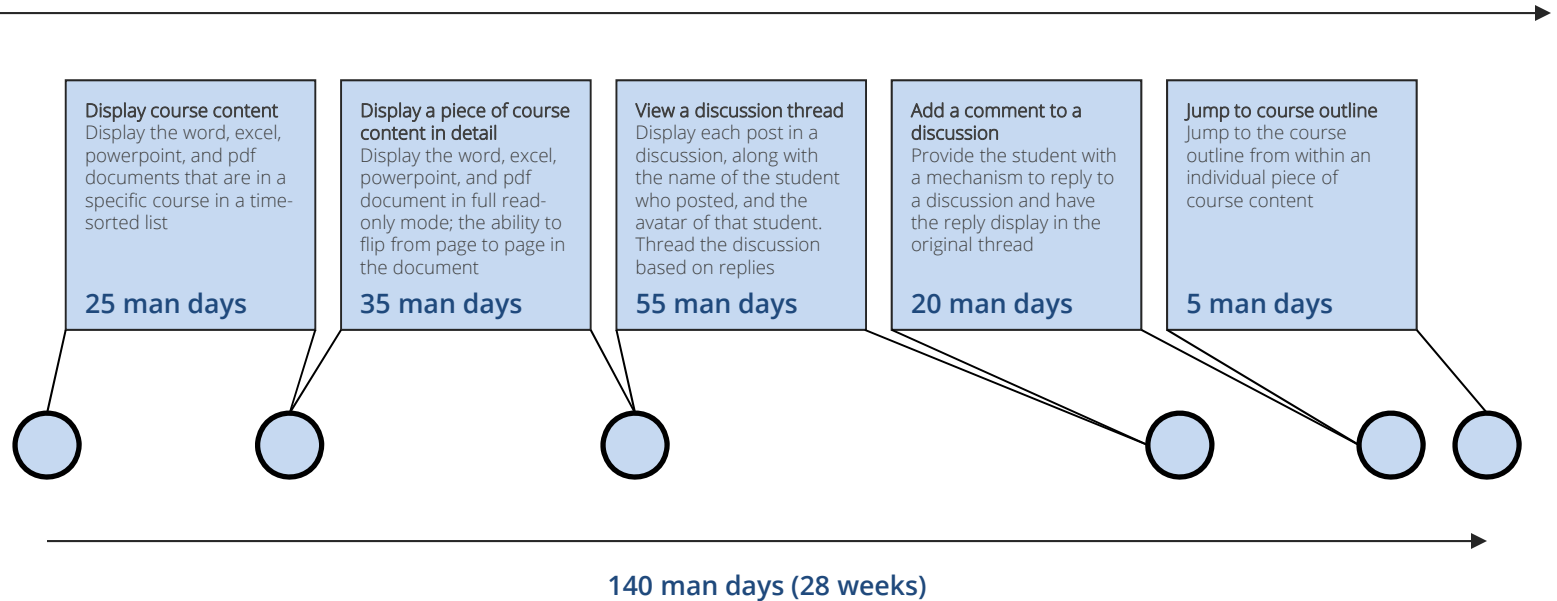 Display course content
Display the word, excel,
powerpoint, and pdf
documents that are in a
specific course in a time-
sorted list
25 man days
Display a piece of course
content in detail
Display the word, excel,
powerpoint, and pdf
document in full read-
only mode; the ability to
flip from page to page in
the document
35 man days
View a discussion thread
Display each post in a
discussion, along with
the name of the student
who posted, and the
avatar of that student.
Thread the discussion
based on replies
55 man days
Add a comment to a
discussion
Provide the student with
a mechanism to reply to
a discussion and have
the reply display in the
original thread
20 man days
Jump to course outline
Jump to the course
outline from within an
individual piece of
course content
5 man days
140 man days (28 weeks)